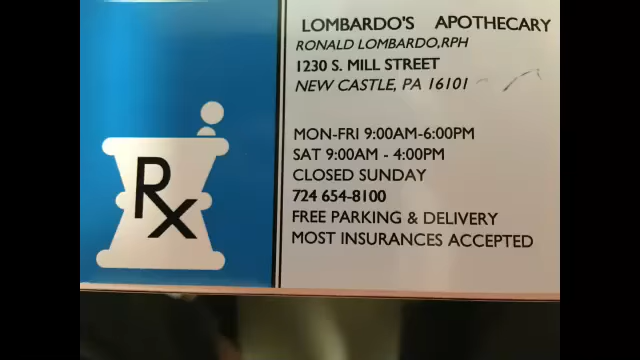 LOMBARDO'S APOTHECARY
RONALD LOMBARDO,RPH
1230 S. MILL STREET
NEW CASTLE, PA 16101
MON-FRI 9:00AM-6:00PM
SAT 9:00AM - 4:00PM
CLOSED SUNDAY
724 654-8100
FREE PARKING & DELIVERY
MOST INSURANCES ACCEPTED
Rx